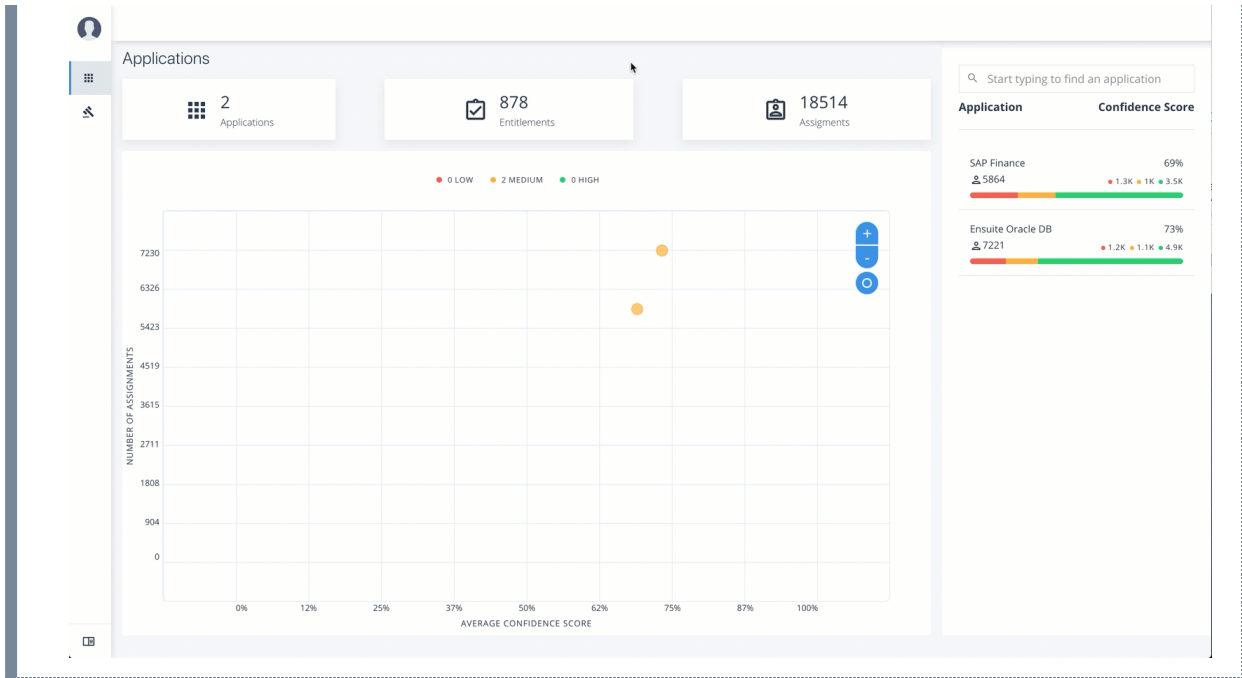 Applications
2
Applications
878
Entitlements
18514
Assigments
0 LOW 2 MEDIUM 0 HIGH
+
-
7230
6326
5423
4519
3615
2711
1808
904
0
NUMBER OF ASSIGNMENTS
0% 12% 25% 37% 50% 62% 75% 87% 100%
AVERAGE CONFIDENCE SCORE
Start typing to find an application
Application Confidence Score
SAP Finance 69%
5864 1.3K 1K 3.5K
Ensuite Oracle DB 73%
7221 1.2K 1.1K 4.9K